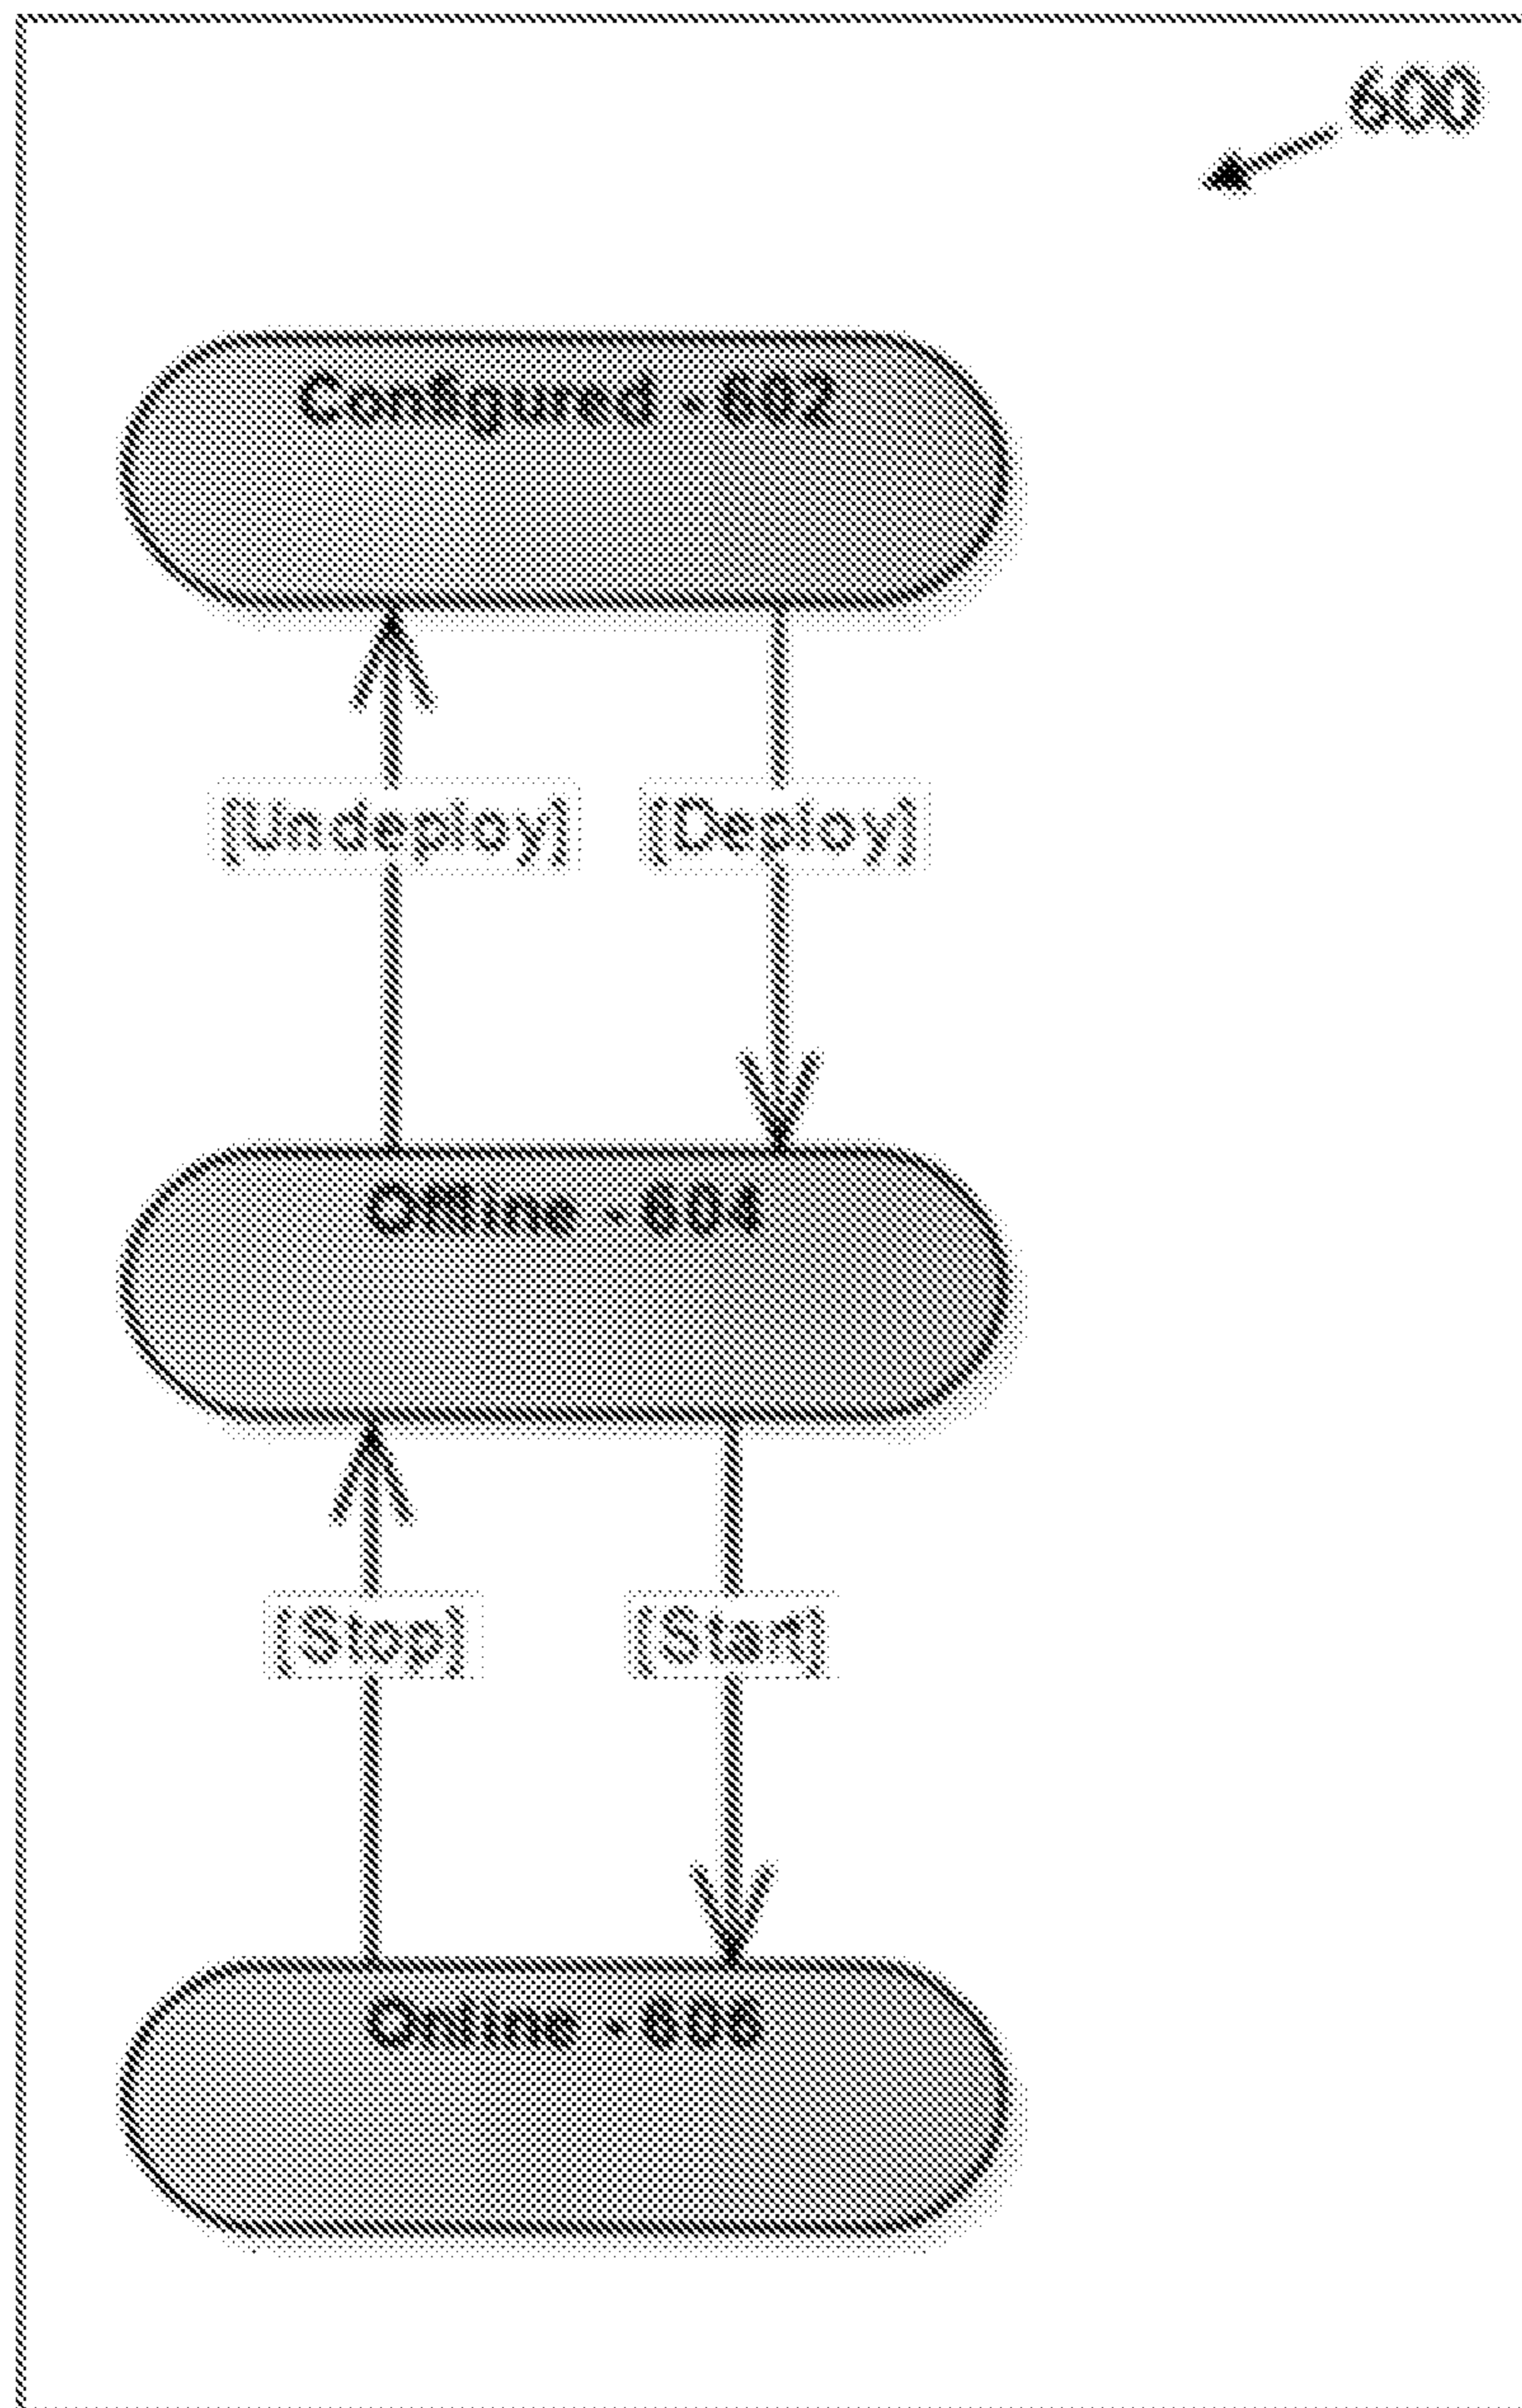 600
Configured - 602
[Undeploy] [Deploy]
Offline - 604
[Stop] [Start]
Online - 606